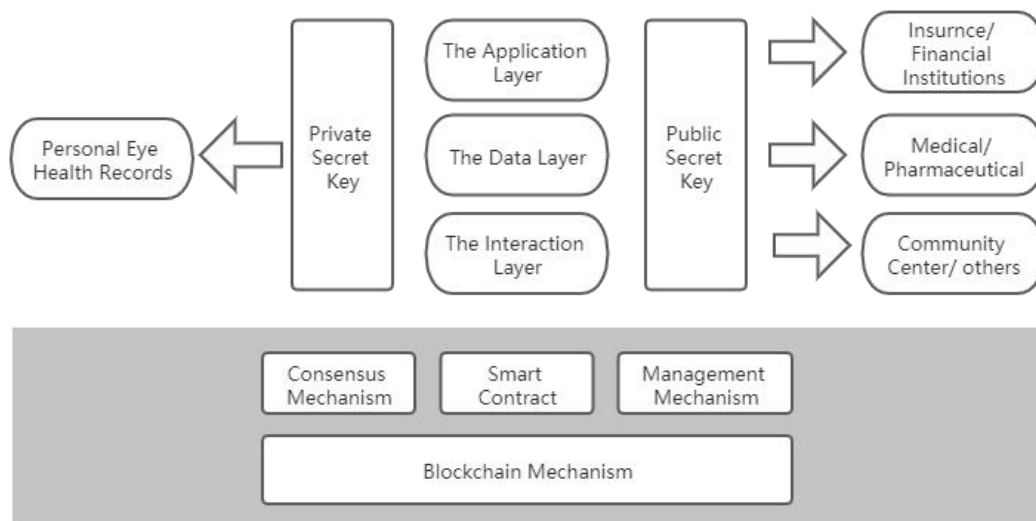 Personal Eye
Health Records
Private
Secret
Key
The Application
Layer
The Data Layer
The Interaction
Layer
Public
Secret
Key
Insurnce/
Financial
Institutions
Medical/
Pharmaceutical
Community
Center/ others
Consensus
Mechanism
Smart
Contract
Management
Mechanism
Blockchain Mechanism